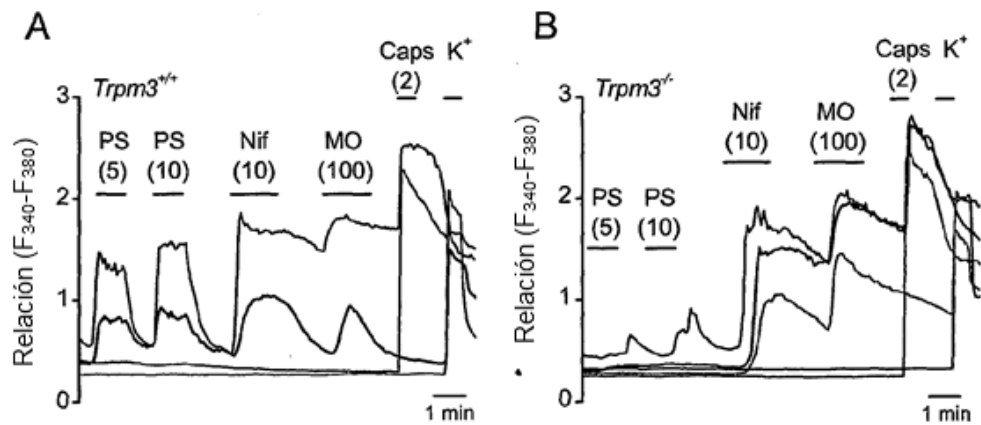 A
Trpm3+/+
Caps
(2)
K+
PS
(5)
PS
(10)
Nif
(10)
MO
(100)
Relación (F340-F380)
3
2
1
0
1 min
B
Trpm3-/-
Caps
(2)
K+
Nif
(10)
MO
(100)
PS
(5)
PS
(10)
Relación (F340-F380)
3
2
1
0
1 min